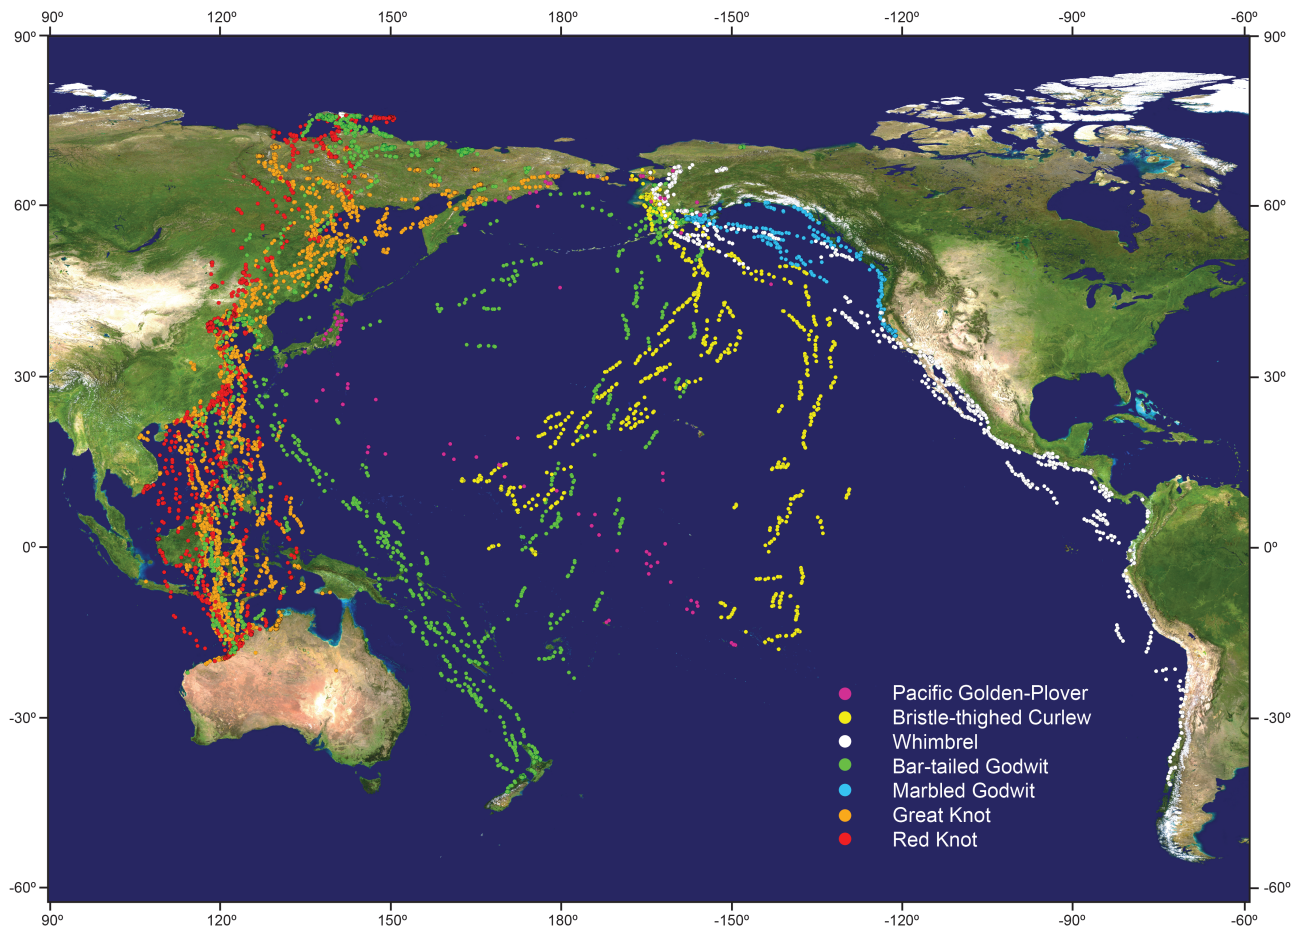 90º 120º 150º 180º -150º -120º -90º -60º
90º 90º
60º 60º
30º 30º
0º 0º
-30º -30º
-60º -60º
Pacific Golden-Plover
Bristle-thighed Curlew
Whimbrel
Bar-tailed Godwit
Marbled Godwit
Great Knot
Red Knot
90º 120º 150º 180º -150º -120º -90º -60º